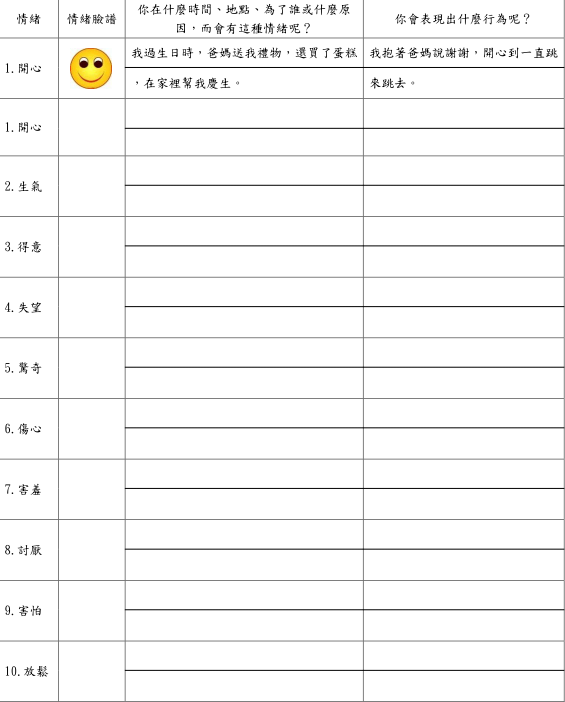 情緒 情緒臉譜 你在什麼時間、地點、為了誰或什麼原 你會表現出什麼行為呢？
因，而會有這種情緒呢？
1.開心 我過生日時，爸媽送我禮物，還買了蛋糕 我抱著爸媽說謝謝，開心到一直跳
，在家裡幫我慶生。 來跳去。
1.開心
2.生氣
3.得意
4.失望
5.驚奇
6.傷心
7.害羞
8.討厭
9.害怕
10.放鬆